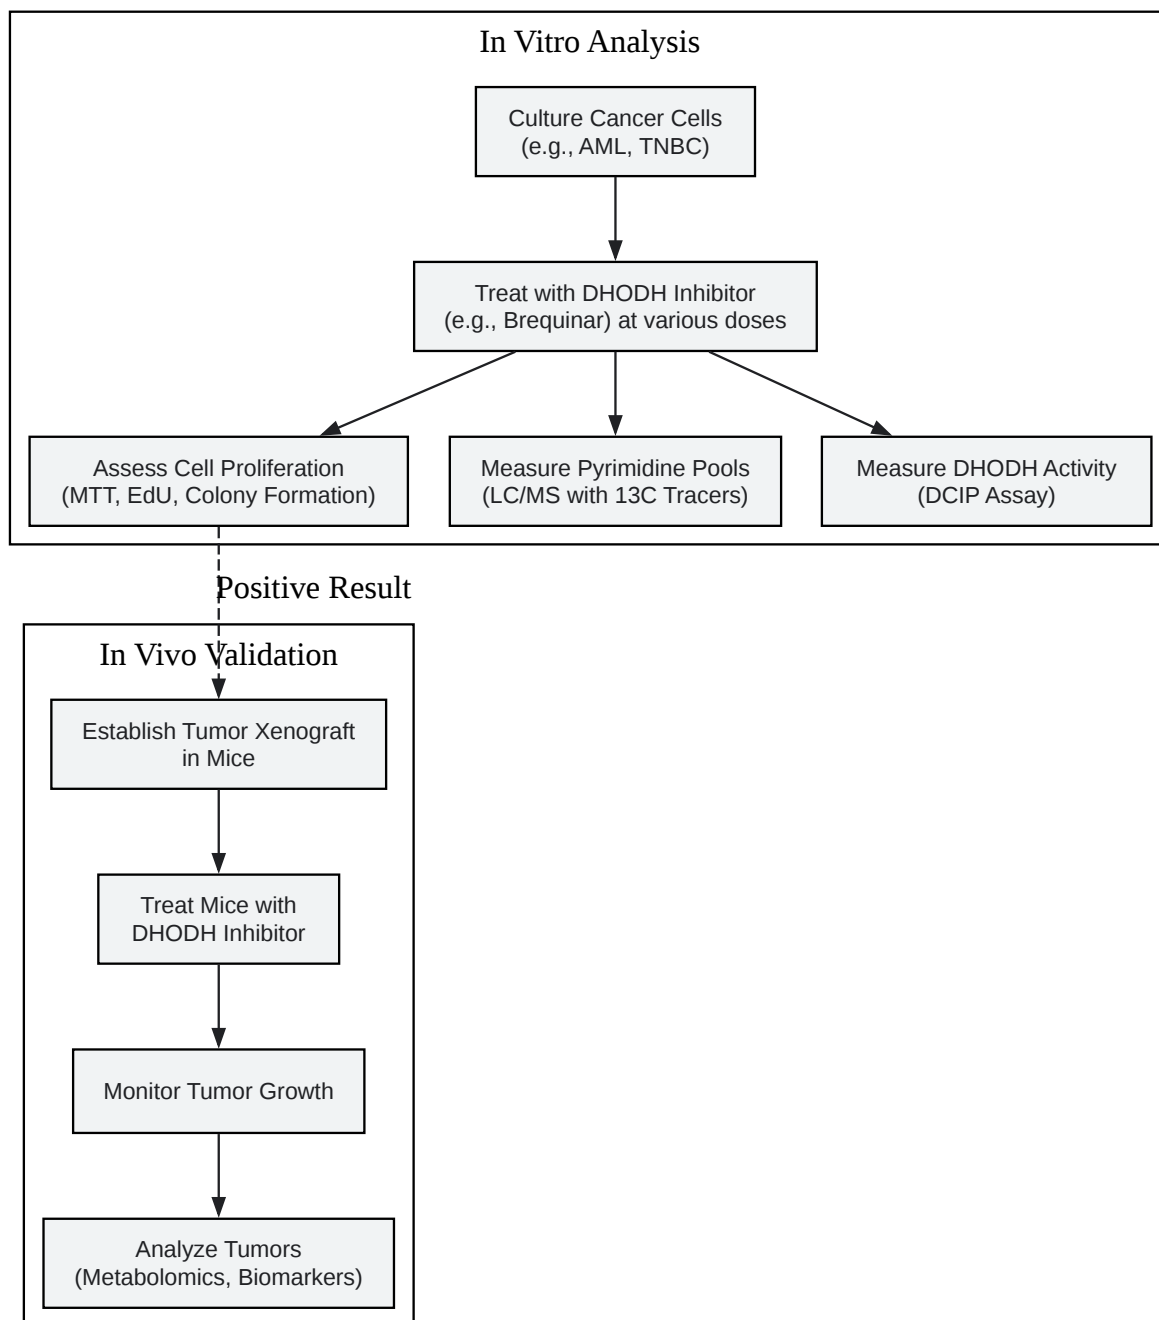 In Vitro Analysis
Culture Cancer Cells
(e.g., AML, TNBC)
Treat with DHODH Inhibitor
(e.g., Brequinar) at various doses
Assess Cell Proliferation
(MTT, EdU, Colony Formation)
Measure Pyrimidine Pools
(LC/MS with 13C Tracers)
Measure DHODH Activity
(DCIP Assay)
Positive Result
In Vivo Validation
Establish Tumor Xenograft
in Mice
Treat Mice with
DHODH Inhibitor
Monitor Tumor Growth
Analyze Tumors
(Metabolomics, Biomarkers)